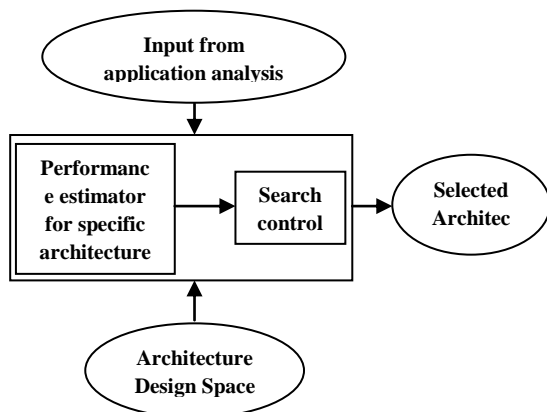 Input from
application analysis
Performanc
e estimator
for specific
architecture
Search
control
Selected
Architec
Architecture
Design Space